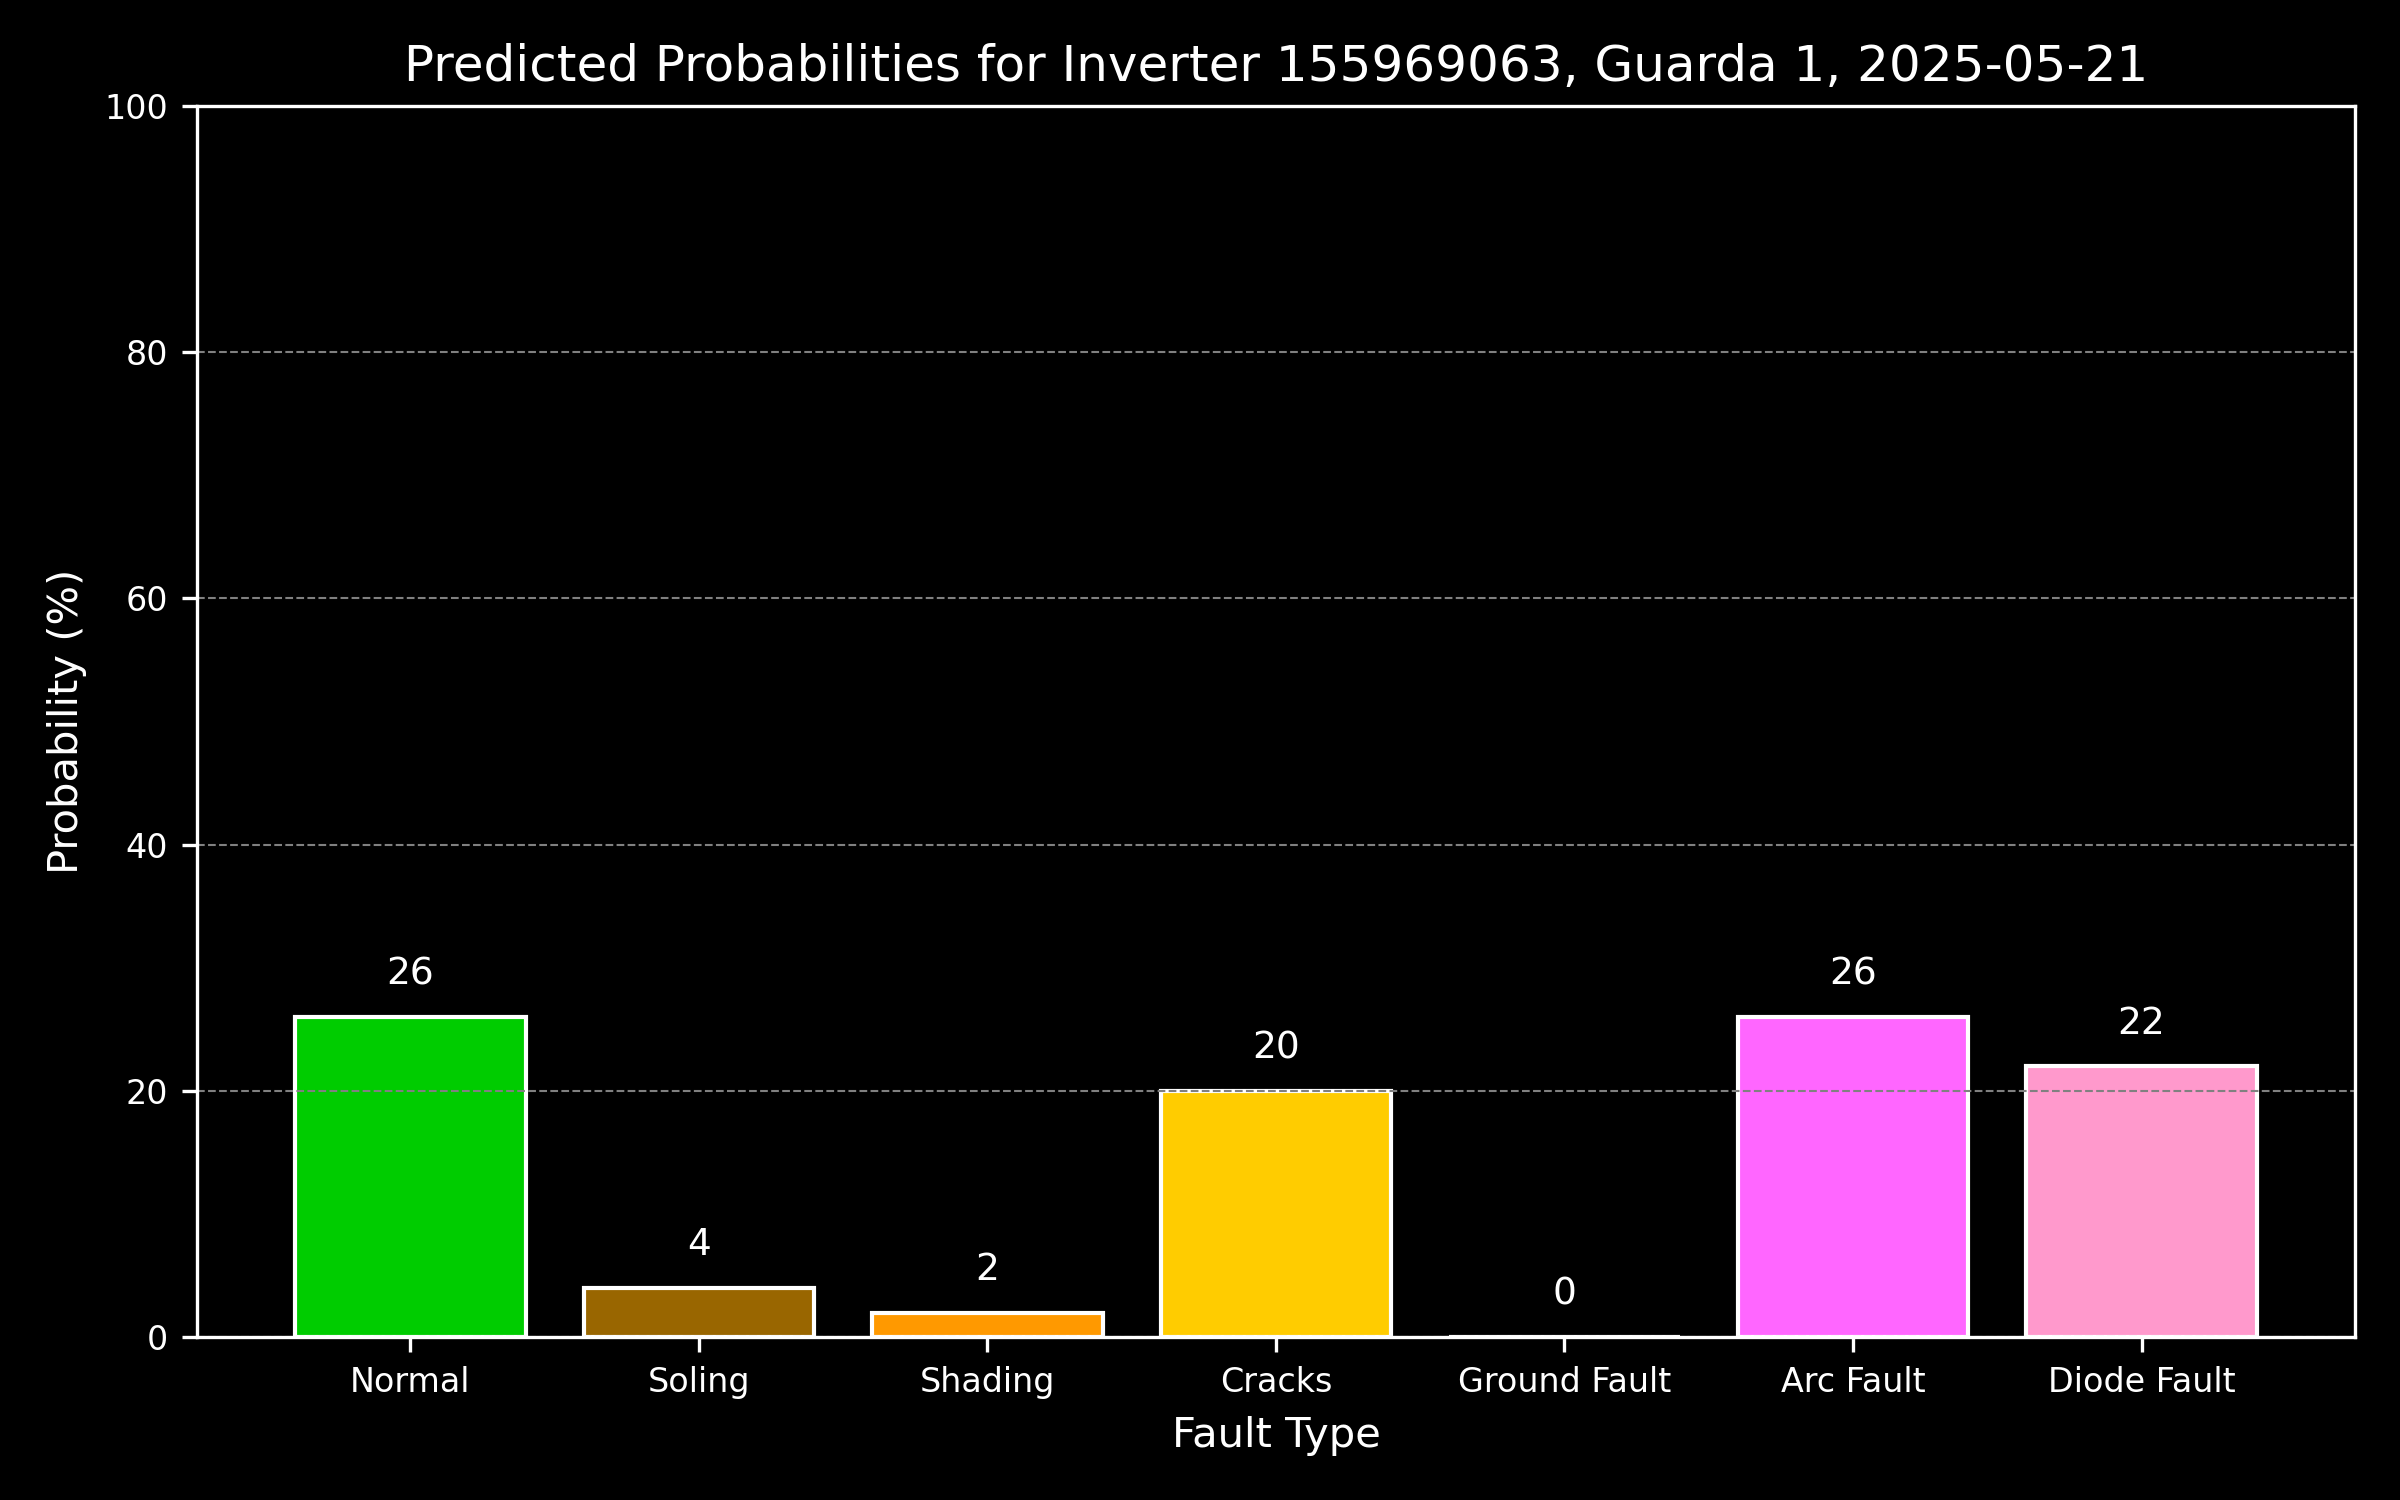 Predicted Probabilities for Inverter 155969063, Guarda 1, 2025-05-21
Probability (%)
100
80
60
40
20
0
26
4
2
20
0
26
22
Normal
Soling
Shading
Cracks
Ground Fault
Arc Fault
Diode Fault
Fault Type